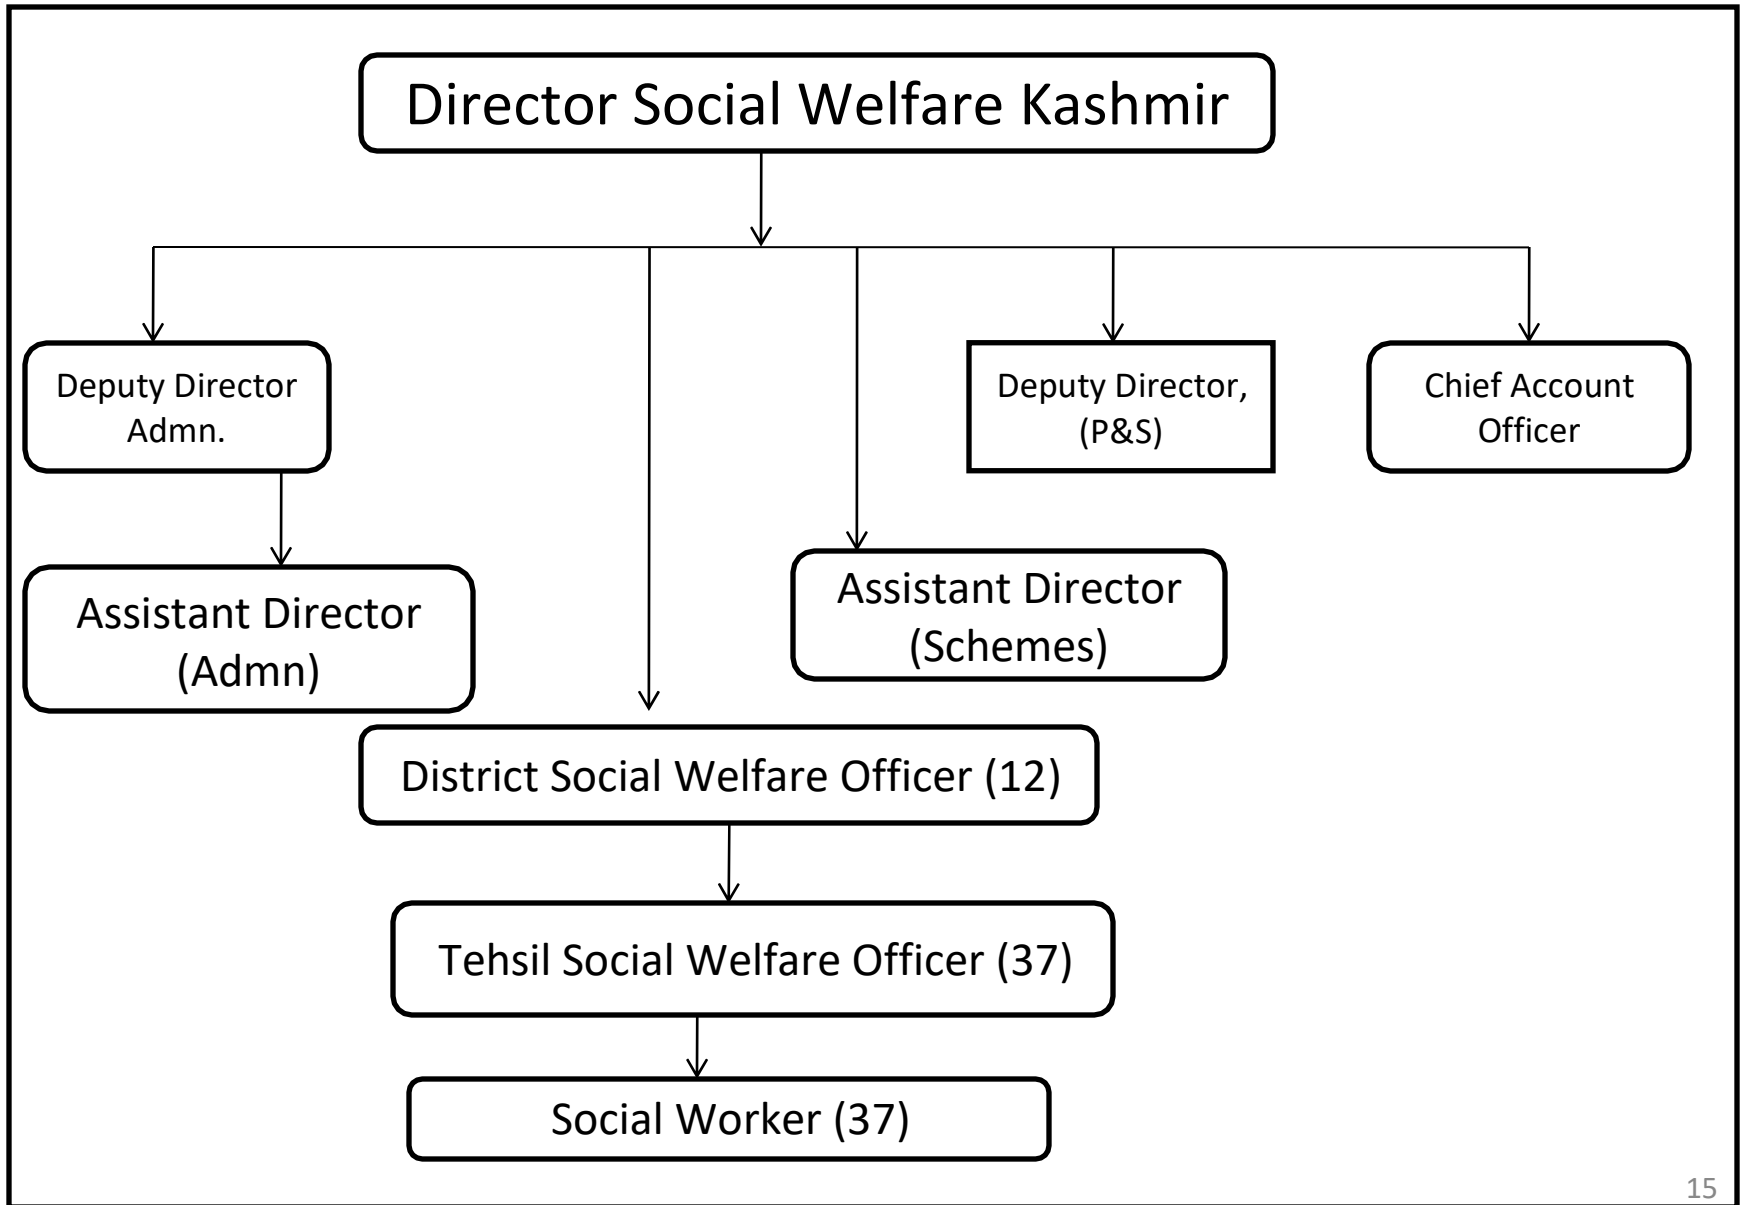 Director Social Welfare Kashmir
Deputy Director
Admn.
Deputy Director,
(P&S)
Chief Account
Officer
Assistant Director
(Admn)
Assistant Director
(Schemes)
District Social Welfare Officer (12)
Tehsil Social Welfare Officer (37)
Social Worker (37)
15